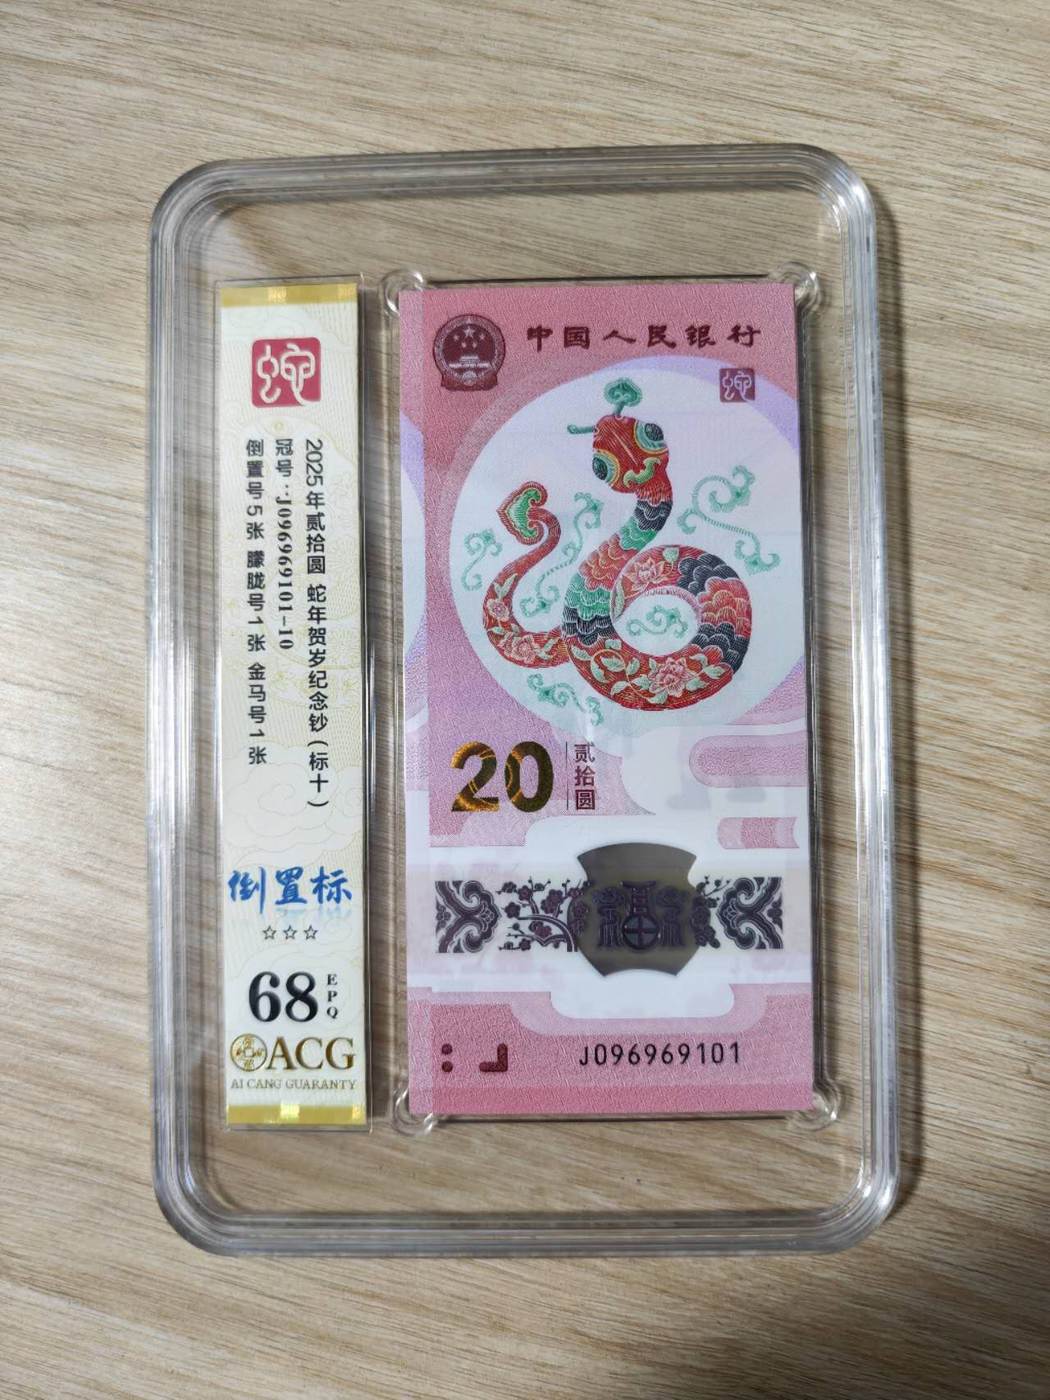 蛇
2025年贰拾圆 蛇年贺岁纪念钞(标十)
冠号:J096969101-10
倒置号5张 朦胧号1张 金马号1张
倒置标
☆☆☆
68 EPQ
ACG
AI CANG GUARANTY
中国人民银行
蛇
20 贰拾圆
福
J096969101